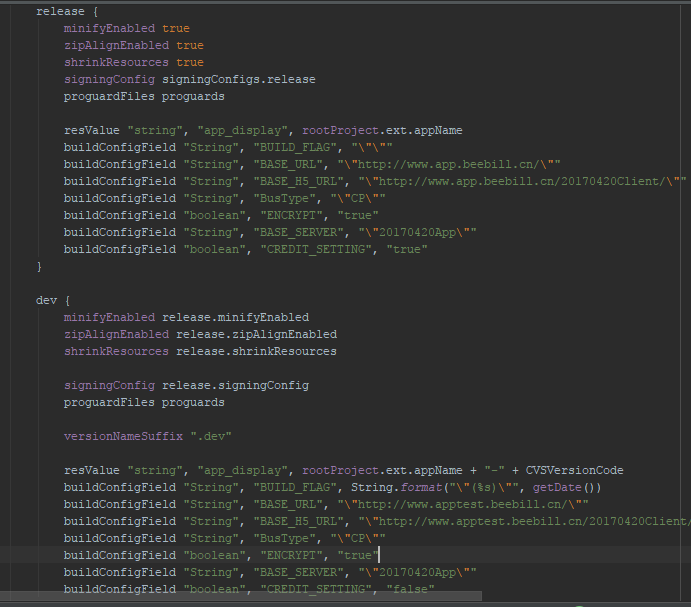 release {
minifyEnabled true
zipAlignEnabled true
shrinkResources true
signingConfig signingConfigs.release
proguardFiles proguards
resValue "string", "app_display", rootProject.ext.appName
buildConfigField "String", "BUILD_FLAG", "\"\""
buildConfigField "String", "BASE_URL", "\"http://www.app.beebill.cn/\""
buildConfigField "String", "BASE_H5_URL", "\"http://www.app.beebill.cn/20170420Client/\""
buildConfigField "String", "BusType", "\"CP\""
buildConfigField "boolean", "ENCRYPT", "true"
buildConfigField "String", "BASE_SERVER", "\"20170420App\""
buildConfigField "boolean", "CREDIT_SETTING", "true"
}
dev {
minifyEnabled release.minifyEnabled
zipAlignEnabled release.zipAlignEnabled
shrinkResources release.shrinkResources
signingConfig release.signingConfig
proguardFiles proguards
versionNameSuffix ".dev"
resValue "string", "app_display", rootProject.ext.appName + "-" + CVSVersionCode
buildConfigField "String", "BUILD_FLAG", String.format("\"(%s)\"", getDate())
buildConfigField "String", "BASE_URL", "\"http://www.apptest.beebill.cn/\""
buildConfigField "String", "BASE_H5_URL", "\"http://www.apptest.beebill.cn/20170420Client/
buildConfigField "String", "BusType", "\"CP\""
buildConfigField "boolean", "ENCRYPT", "true"
buildConfigField "String", "BASE_SERVER", "\"20170420App\""
buildConfigField "boolean", "CREDIT_SETTING", "false"